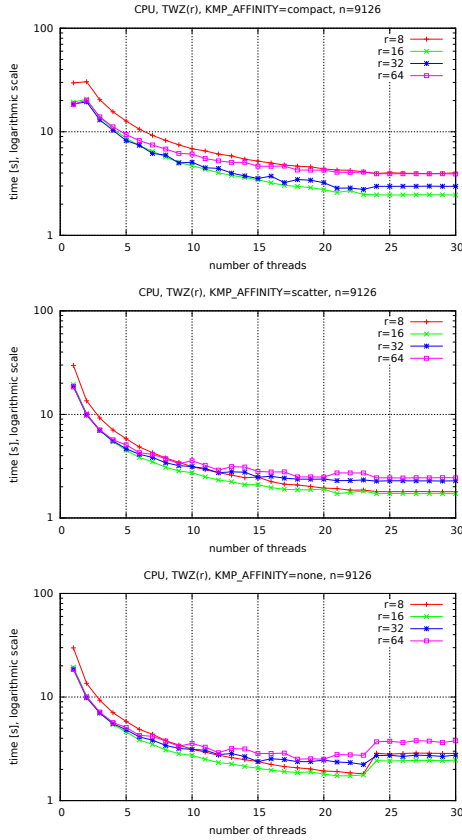 CPU, TWZ(r), KMP_AFFINITY=compact, n=9126
100
10
1
time [s], logarithmic scale
r=8
r=16
r=32
r=64
0 5 10 15 20 25 30
number of threads
CPU, TWZ(r), KMP_AFFINITY=scatter, n=9126
100
10
1
time [s], logarithmic scale
r=8
r=16
r=32
r=64
0 5 10 15 20 25 30
number of threads
CPU, TWZ(r), KMP_AFFINITY=none, n=9126
100
10
1
time [s], logarithmic scale
r=8
r=16
r=32
r=64
0 5 10 15 20 25 30
number of threads